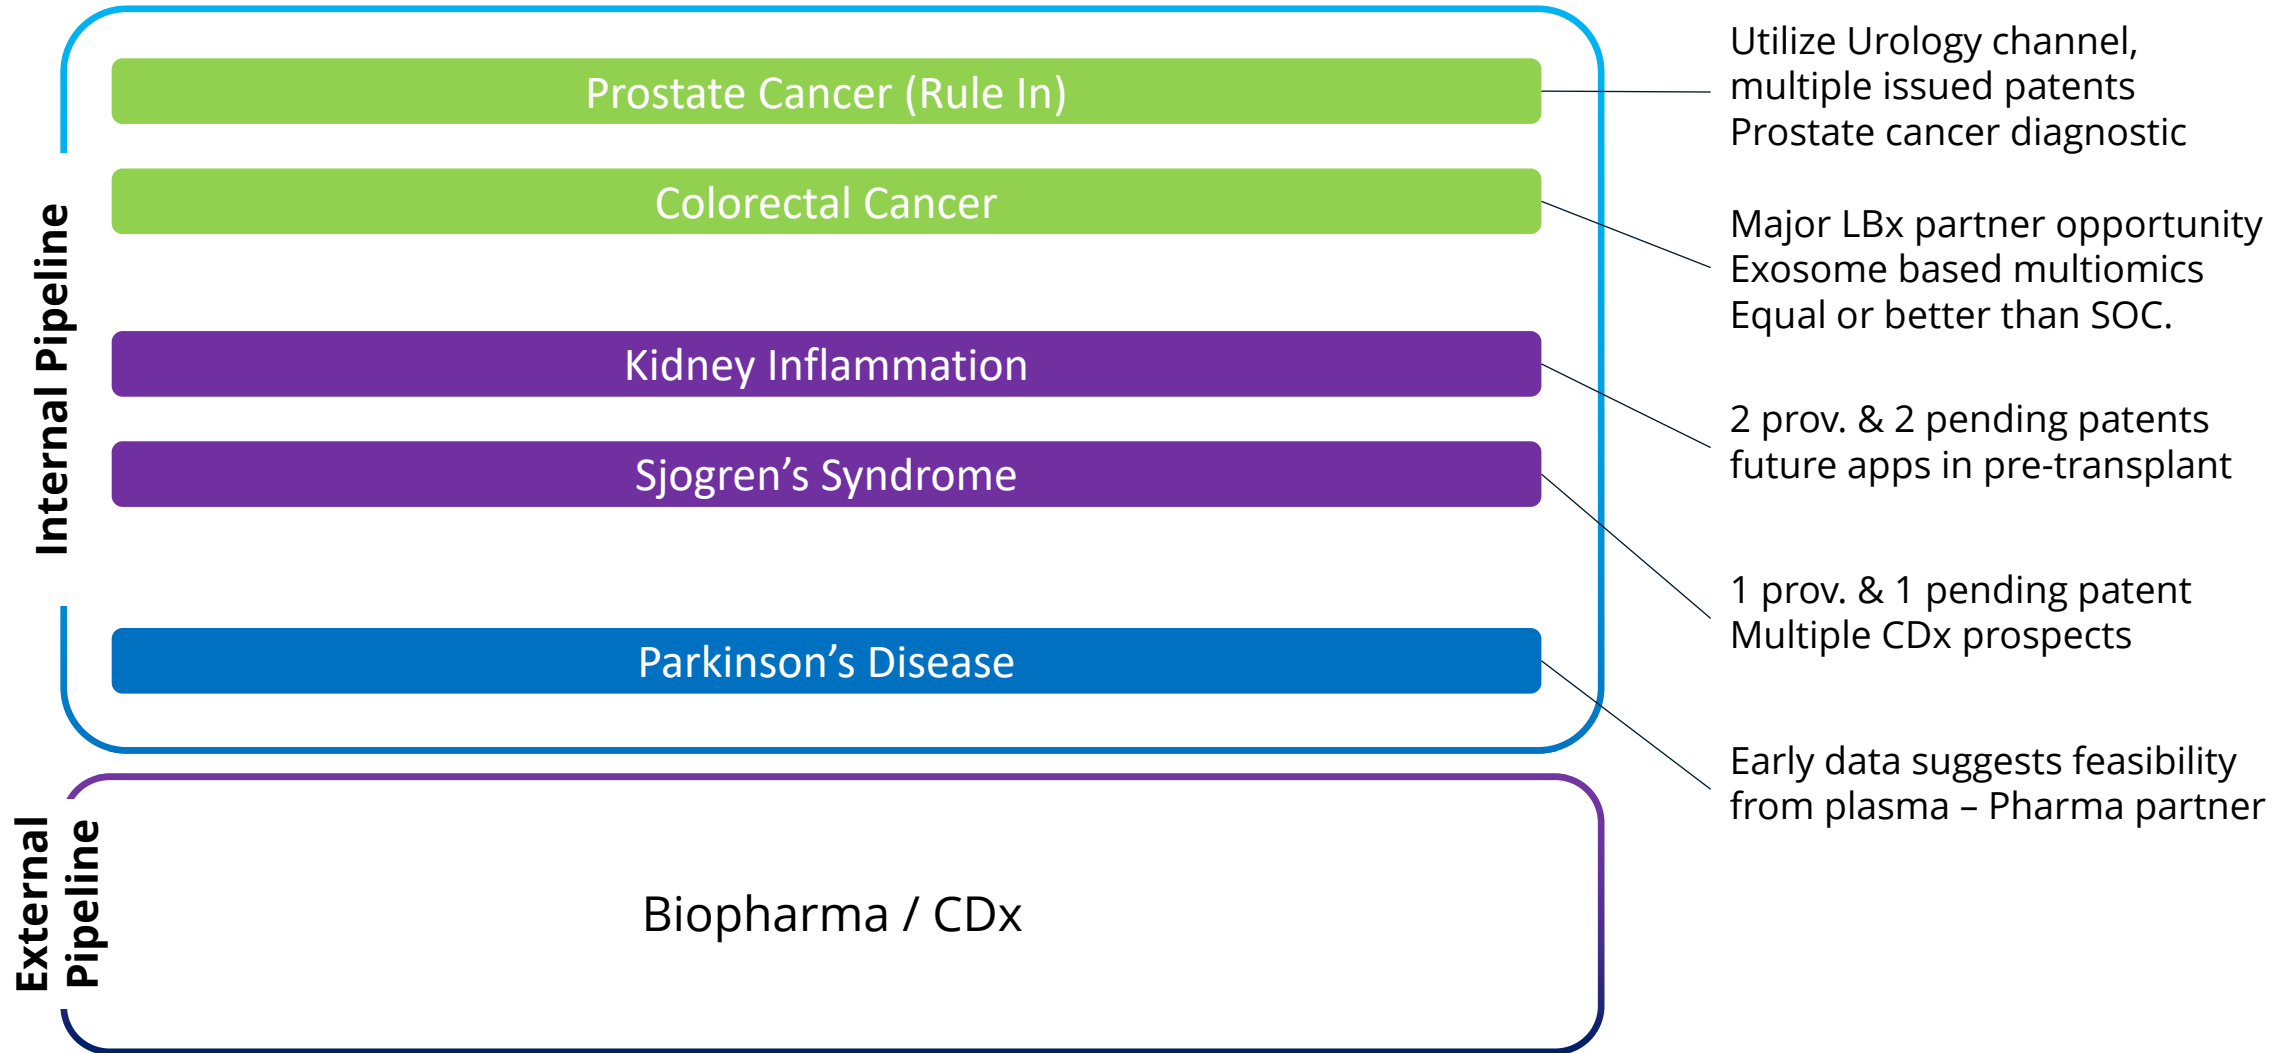 Internal Pipeline
Prostate Cancer (Rule In)
Utilize Urology channel,
multiple issued patents
Prostate cancer diagnostic
Colorectal Cancer
Major LBx partner opportunity
Exosome based multiomics
Equal or better than SOC.
Kidney Inflammation
2 prov. & 2 pending patents
future apps in pre-transplant
Sjogren’s Syndrome
1 prov. & 1 pending patent
Multiple CDx prospects
Parkinson’s Disease
Early data suggests feasibility
from plasma – Pharma partner
External
Pipeline
Biopharma / CDx